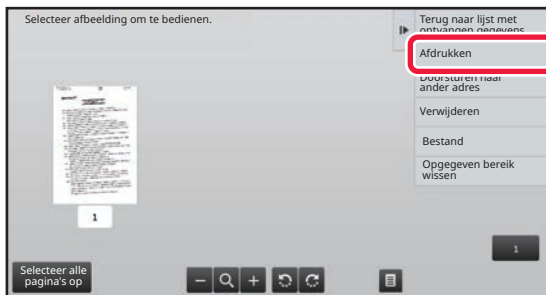 Selecteer afbeelding om te bedienen.
Terug naar lijst met
ontvangen gegevens
Afdrukken
Doorsturen naar
ander adres
Verwijderen
Bestand
Opgegeven bereik
wissen
1
1
Selecteer alle
pagina's op